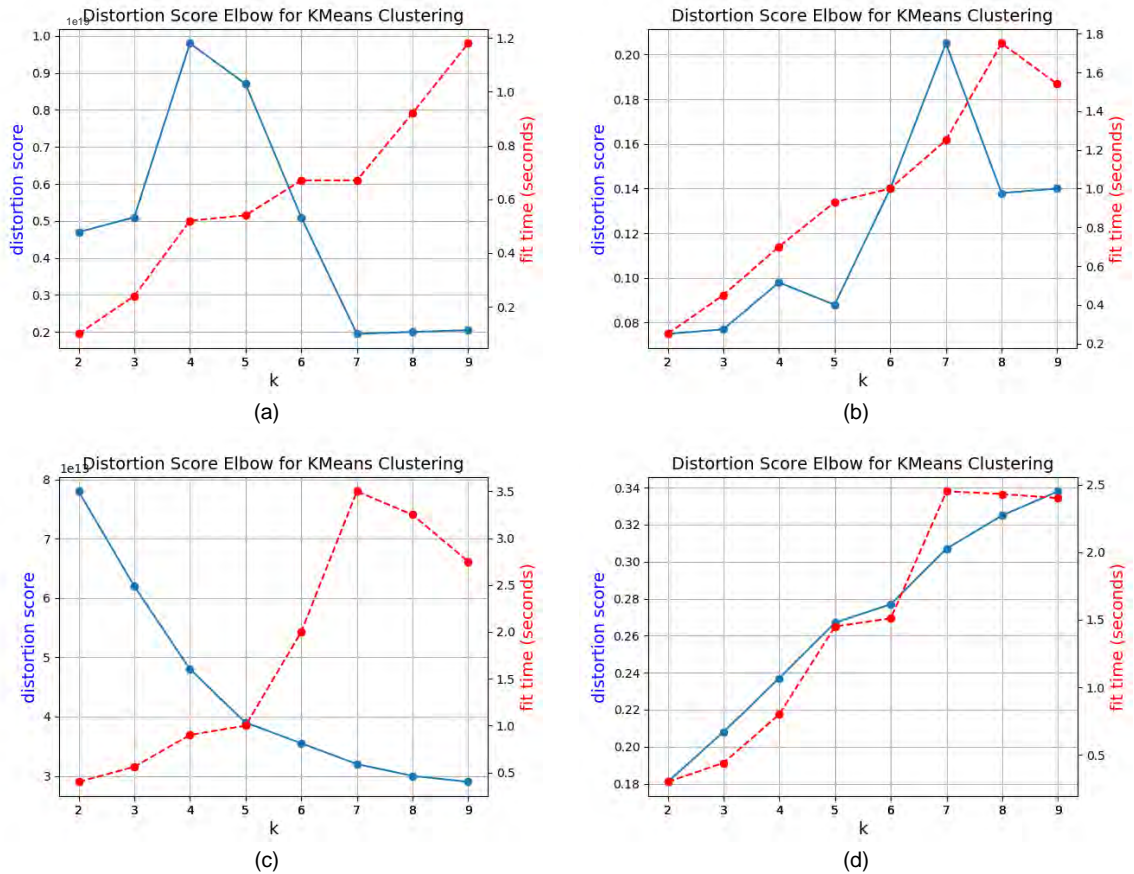 1e19
Distortion Score Elbow for KMeans Clustering
1.0
0.9
0.8
0.7
0.6
0.5
0.4
0.3
0.2
distortion score
1.2
1.0
0.8
0.6
0.4
0.2
fit time (seconds)
2 3 4 5 6 7 8 9
k
(a)
Distortion Score Elbow for KMeans Clustering
0.20
0.18
0.16
0.14
0.12
0.10
0.08
distortion score
1.8
1.6
1.4
1.2
1.0
0.8
0.6
0.4
0.2
fit time (seconds)
2 3 4 5 6 7 8 9
k
(b)
1e13
Distortion Score Elbow for KMeans Clustering
8
7
6
5
4
3
distortion score
3.5
3.0
2.5
2.0
1.5
1.0
0.5
fit time (seconds)
2 3 4 5 6 7 8 9
k
(c)
Distortion Score Elbow for KMeans Clustering
0.34
0.32
0.30
0.28
0.26
0.24
0.22
0.20
0.18
distortion score
2.5
2.0
1.5
1.0
0.5
fit time (seconds)
2 3 4 5 6 7 8 9
k
(d)